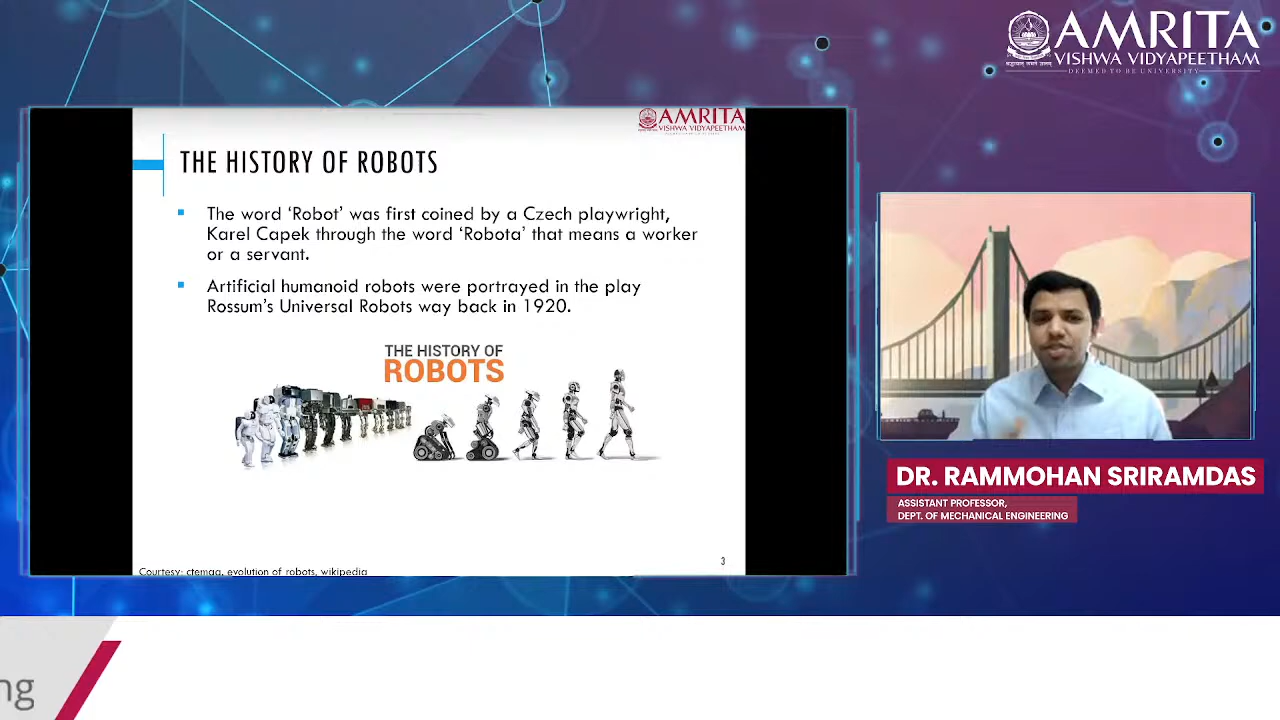 AMRITA
VISHWA VIDYAPEETHAM
DEEMED TO BE UNIVERSITY
AMRITA
VISHWA VIDYAPEETHAM
THE HISTORY OF ROBOTS
▪ The word ‘Robot’ was first coined by a Czech playwright,
Karel Capek through the word ‘Robota’ that means a worker
or a servant.
▪ Artificial humanoid robots were portrayed in the play
Rossum’s Universal Robots way back in 1920.
THE HISTORY OF
ROBOTS
3
Courtesy: ctemag, evolution of robots, wikipedia
DR. RAMMOHAN SRIRAMDAS
ASSISTANT PROFESSOR,
DEPT. OF MECHANICAL ENGINEERING
ng